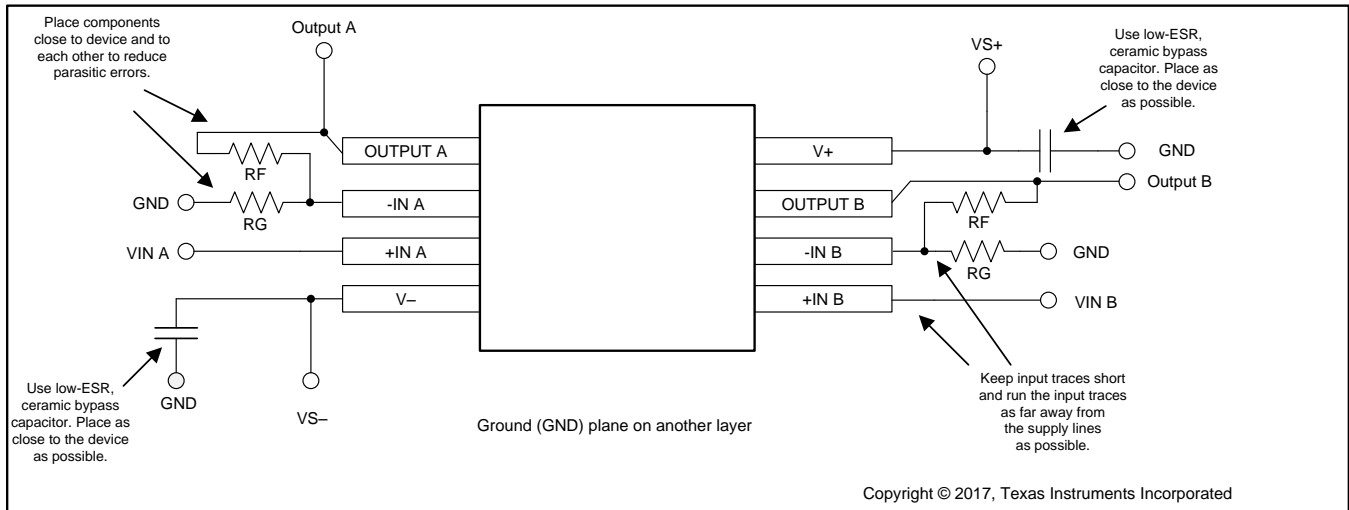 Place components
close to device and to
each other to reduce
parasitic errors.
Output A
VS+
Use low-ESR,
ceramic bypass
capacitor. Place as
close to the device
as possible.
OUTPUT A
V+
GND
RF
Output B
GND
-IN A
OUTPUT B
RF
RG
VIN A
+IN A
-IN B
GND
RG
V–
+IN B
VIN B
Use low-ESR,
ceramic bypass
capacitor. Place as
close to the device
as possible.
GND
VS–
Ground (GND) plane on another layer
Keep input traces short
and run the input traces
as far away from
the supply lines
as possible.
Copyright © 2017, Texas Instruments Incorporated